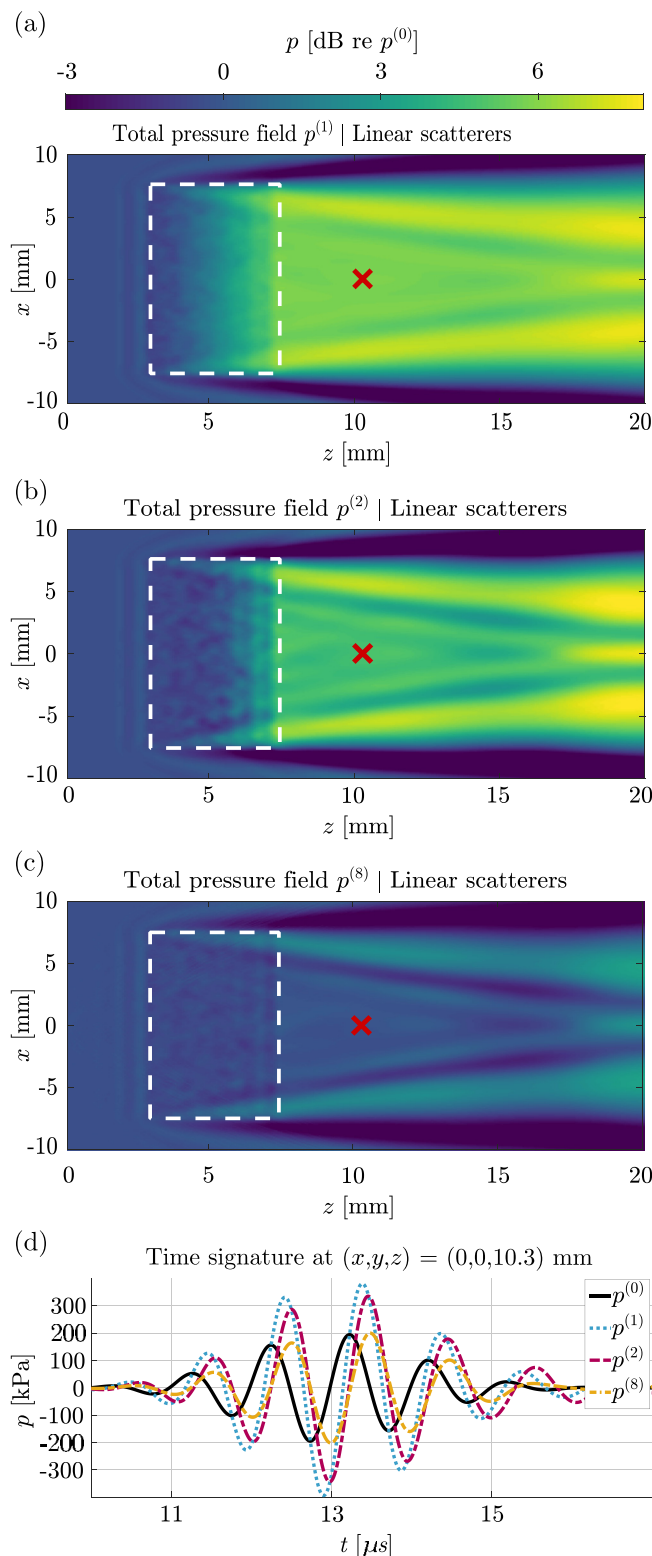 (a)
p [dB re p^(0)]
-3 0 3 6
Total pressure field p^(1) | Linear scatterers
10
5
0
-5
-10
x [mm]
0 5 10 15 20
z [mm]
(b)
Total pressure field p^(2) | Linear scatterers
10
5
0
-5
-10
x [mm]
0 5 10 15 20
z [mm]
(c)
Total pressure field p^(8) | Linear scatterers
10
5
0
-5
-10
x [mm]
0 5 10 15 20
z [mm]
(d)
Time signature at (x,y,z) = (0,0,10.3) mm
300
200
100
0
-100
-200
-300
p [kPa]
p^(0)
p^(1)
p^(2)
p^(8)
11 13 15
t [μs]